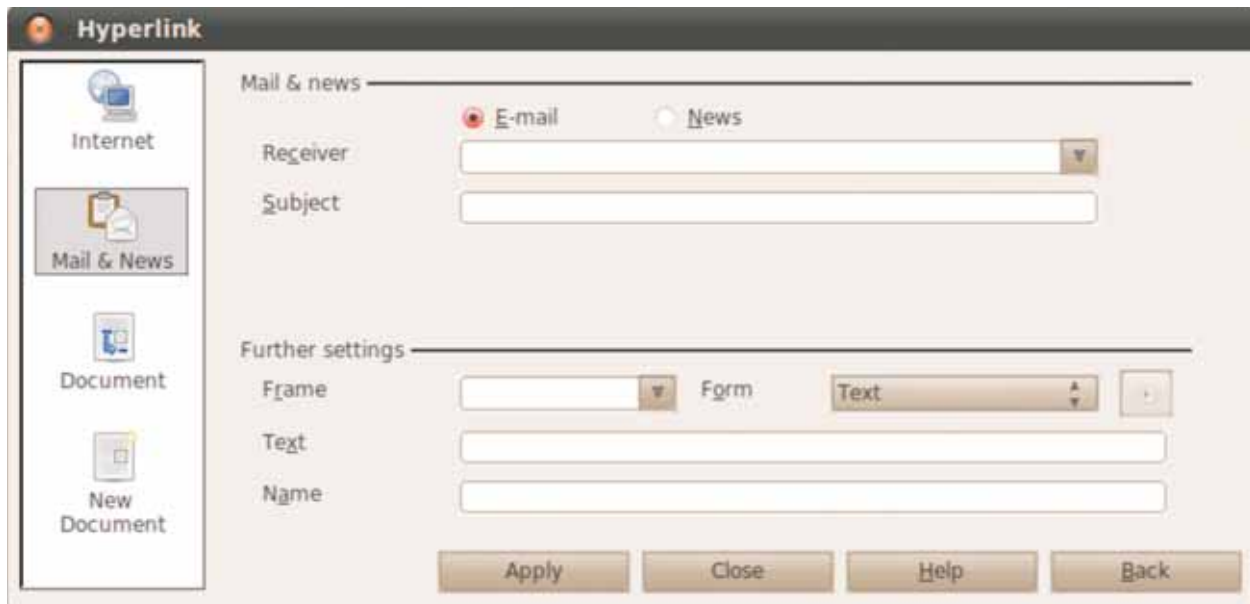 Hyperlink
Internet
Mail & News
Document
New
Document
Mail & news
E-mail News
Receiver
Subject
Further settings
Frame Form Text
Text
Name
Apply Close Help Back